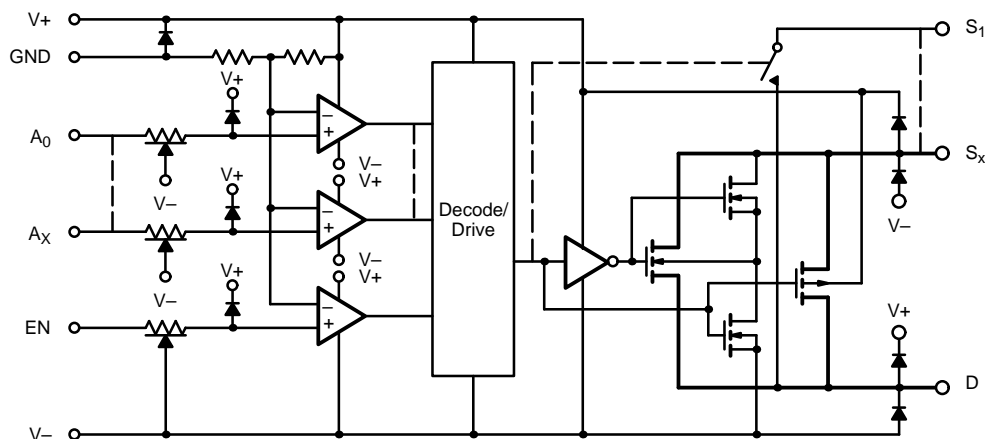 V+
S1
GND
V+
A0
V–
V+
V–
V+
Sx
Decode/
Drive
AX
V–
V–
V+
V–
V+
EN
V+
D
V–